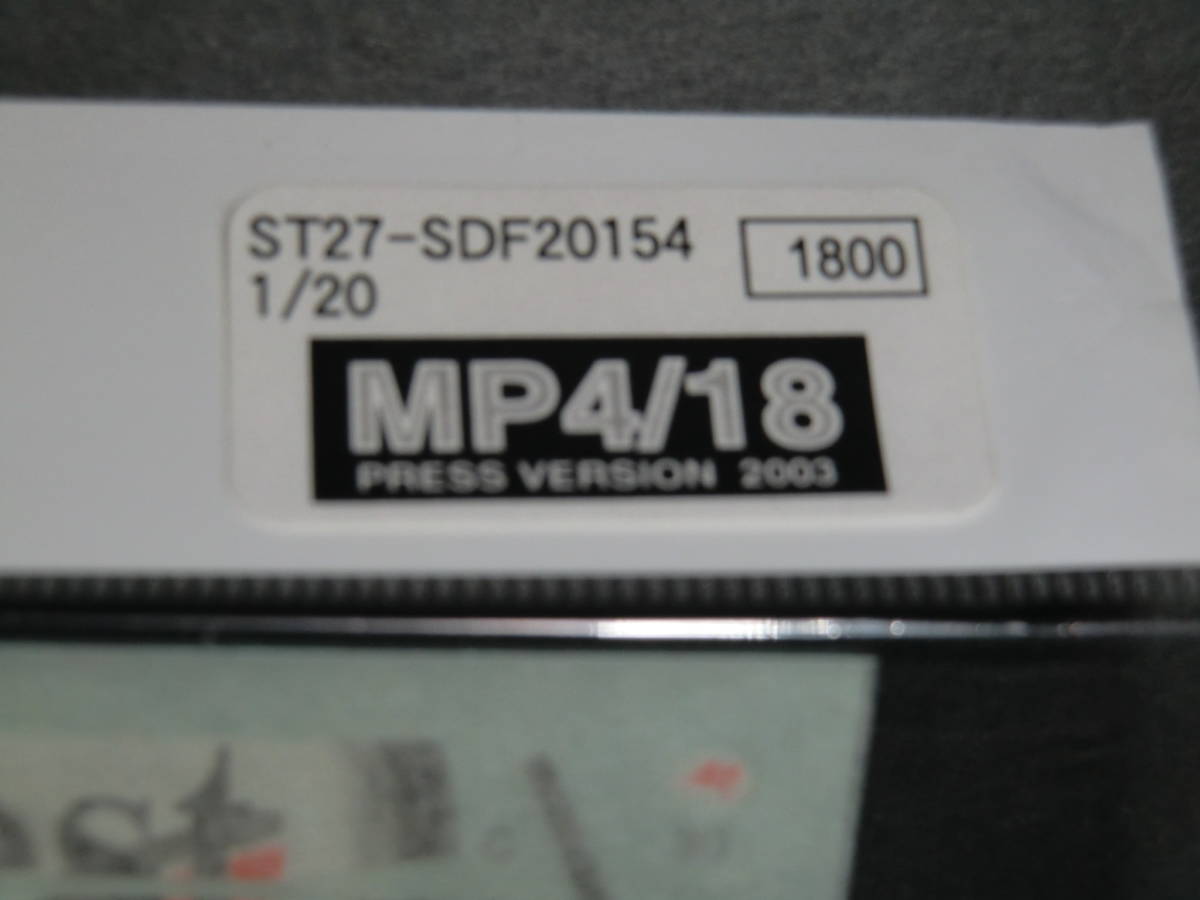 ST27-SDF20154
1800
1/20
MP4/18
PRESS VERSION 2003